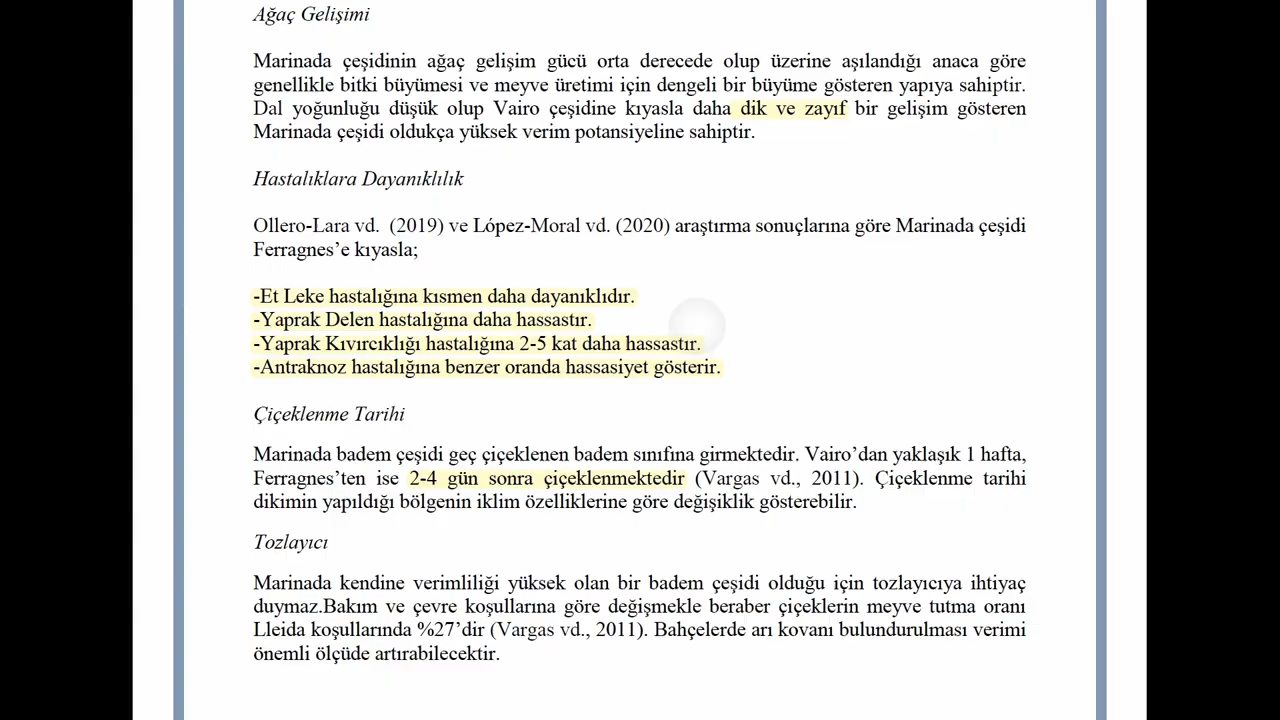 Ağaç Gelişimi
Marinada çeşidinin ağaç gelişim gücü orta derecede olup üzerine aşılandığı anaca göre
genellikle bitki büyümesi ve meyve üretimi için dengeli bir büyüme gösteren yapıya sahiptir.
Dal yoğunluğu düşük olup Vairo çeşidine kıyasla daha dik ve zayıf bir gelişim gösteren
Marinada çeşidi oldukça yüksek verim potansiyeline sahiptir.
Hastalıklara Dayanıklılık
Ollero-Lara vd. (2019) ve López-Moral vd. (2020) araştırma sonuçlarına göre Marinada çeşidi
Ferragnes’e kıyasla;
-Et Leke hastalığına kısmen daha dayanıklıdır.
-Yaprak Delen hastalığına daha hassastır.
-Yaprak Kıvırcıklığı hastalığına 2-5 kat daha hassastır.
-Antraknoz hastalığına benzer oranda hassasiyet gösterir.
Çiçeklenme Tarihi
Marinada badem çeşidi geç çiçeklenen badem sınıfına girmektedir. Vairo’dan yaklaşık 1 hafta,
Ferragnes’ten ise 2-4 gün sonra çiçeklenmektedir (Vargas vd., 2011). Çiçeklenme tarihi
dikimin yapıldığı bölgenin iklim özelliklerine göre değişiklik gösterebilir.
Tozlayıcı
Marinada kendine verimliliği yüksek olan bir badem çeşidi olduğu için tozlayıcıya ihtiyaç
duymaz.Bakım ve çevre koşullarına göre değişmekle beraber çiçeklerin meyve tutma oranı
Lleida koşullarında %27’dir (Vargas vd., 2011). Bahçelerde arı kovanı bulundurulması verimi
önemli ölçüde artırabilecektir.